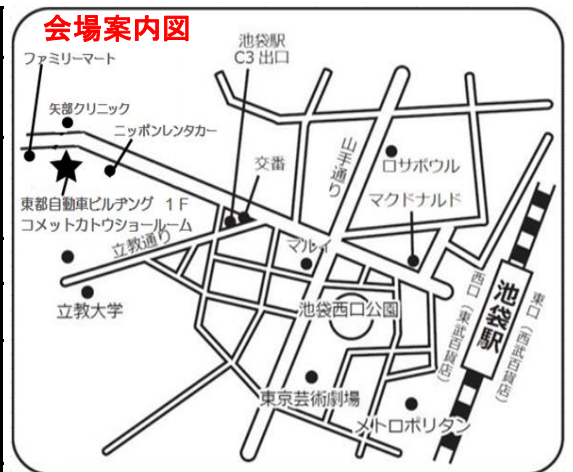 会場案内図
池袋駅
C3出口
ファミリーマート
矢部クリニック
ニッポンレンタカー
交番
山手通り
ロサボウル
マクドナルド
東都自動車ビルヂング 1F
コメットカトウショールーム
立教通り
マルイ
立教大学
池袋西口公園
西口(東武百貨店)
池袋駅
東口(西武百貨店)
東京芸術劇場
メトロポリタン